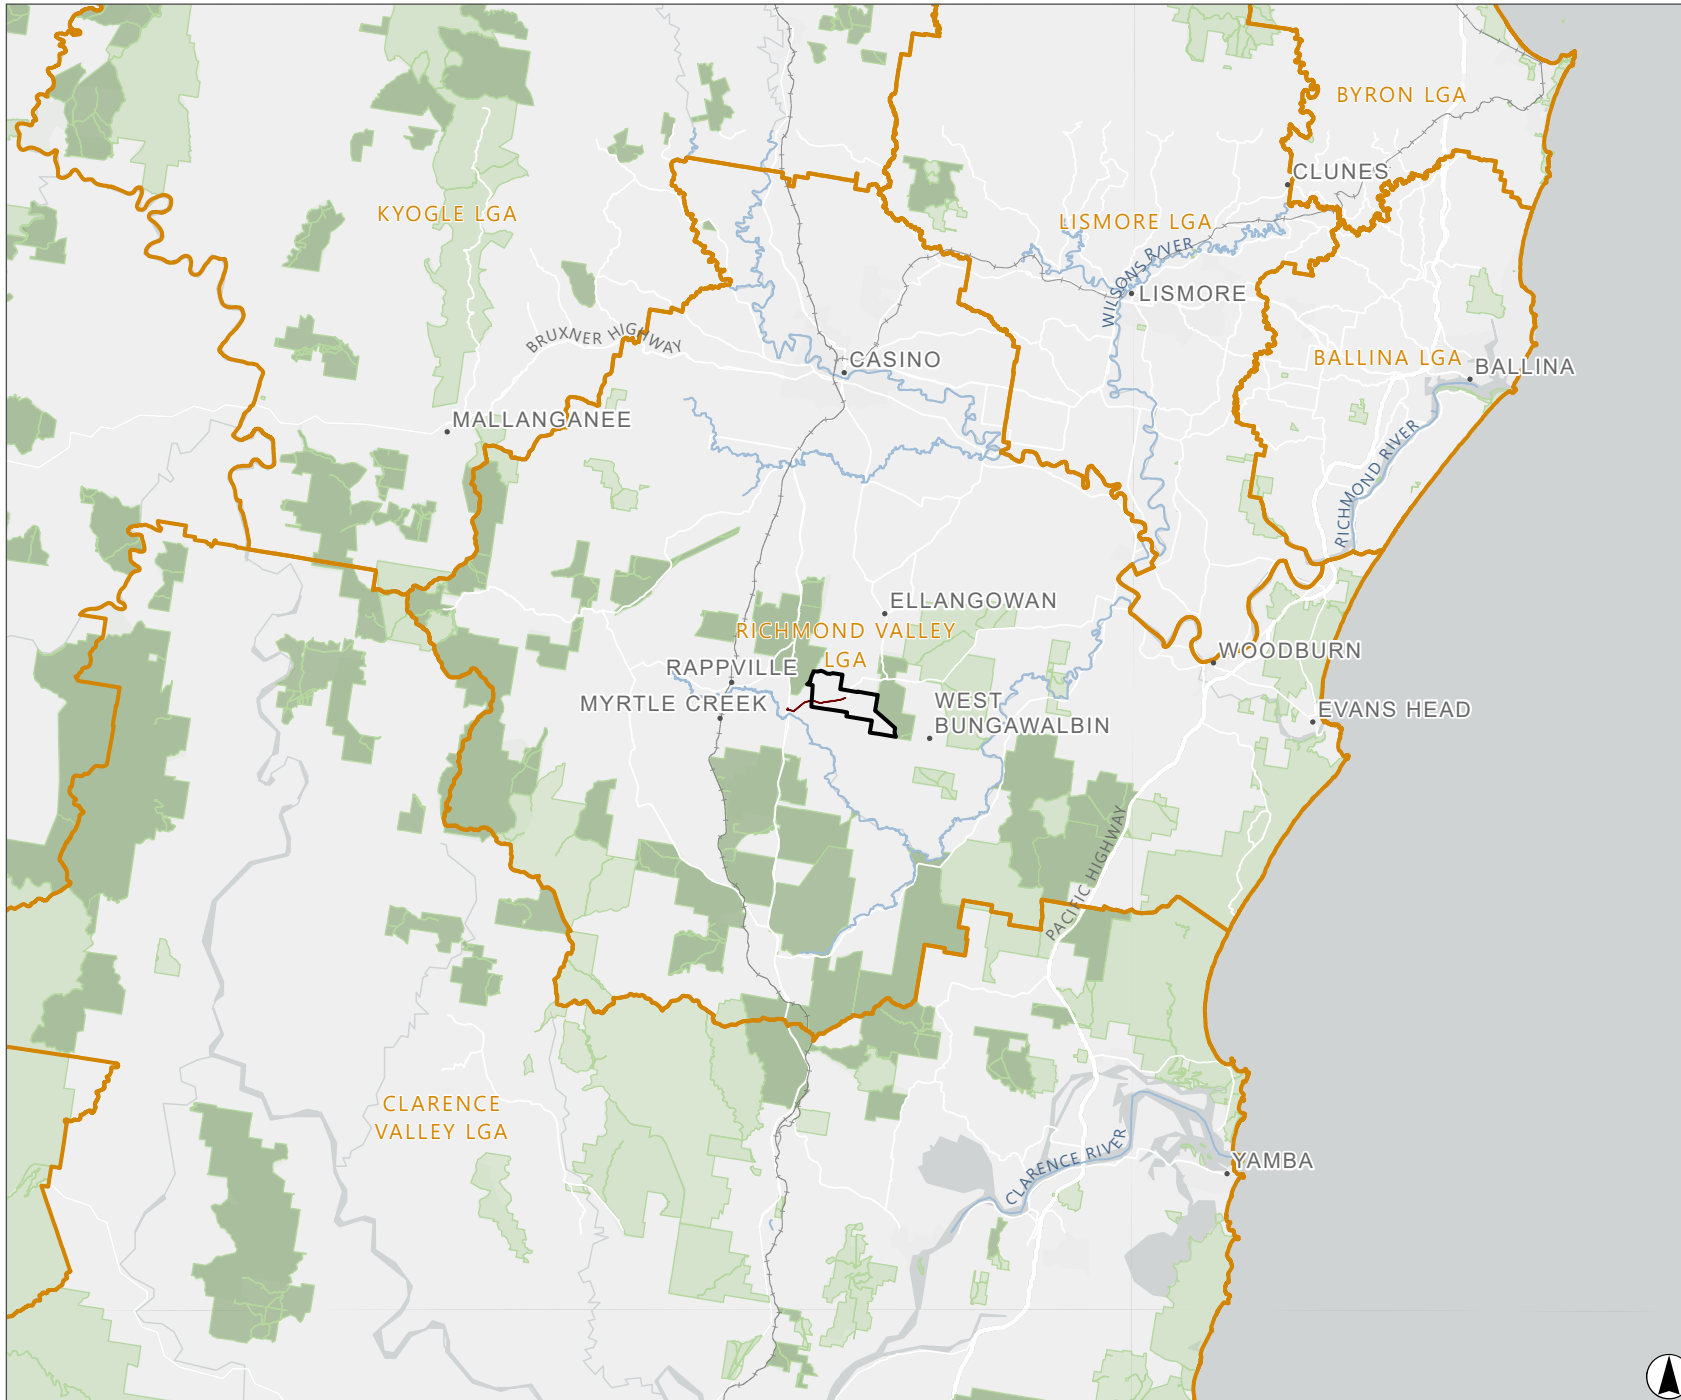 BYRON LGA
CLUNES
KYOGLE LGA
LISMORE LGA
WILSONS RIVER
LISMORE
BRUXNER HIGHWAY
CASINO
BALLINA LGA
BALLINA
MALLANGANEE
RICHMOND RIVER
ELLANGOWAN
RICHMOND VALLEY
LGA
RAPPVILLE
WOODBURN
MYRTLE CREEK
WEST
BUNGAWALBIN
EVANS HEAD
PACIFIC HIGHWAY
CLARENCE
VALLEY LGA
CLARENCE RIVER
YAMBA